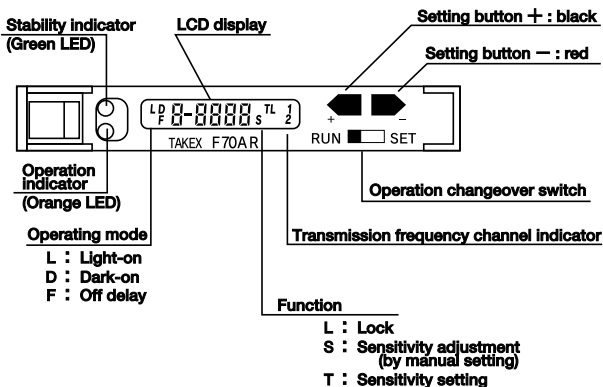 Setting button + : black
Stability indicator
(Green LED)
LCD display
Setting button − : red
L D F 8-8888 S TL 1 2
+ −
TAKEX F70AR
RUN SET
Operation
indicator
(Orange LED)
Operation changeover switch
Operating mode
Transmission frequency channel indicator
L : Light-on
D : Dark-on
F : Off delay
Function
L : Lock
S : Sensitivity adjustment
(by manual setting)
T : Sensitivity setting